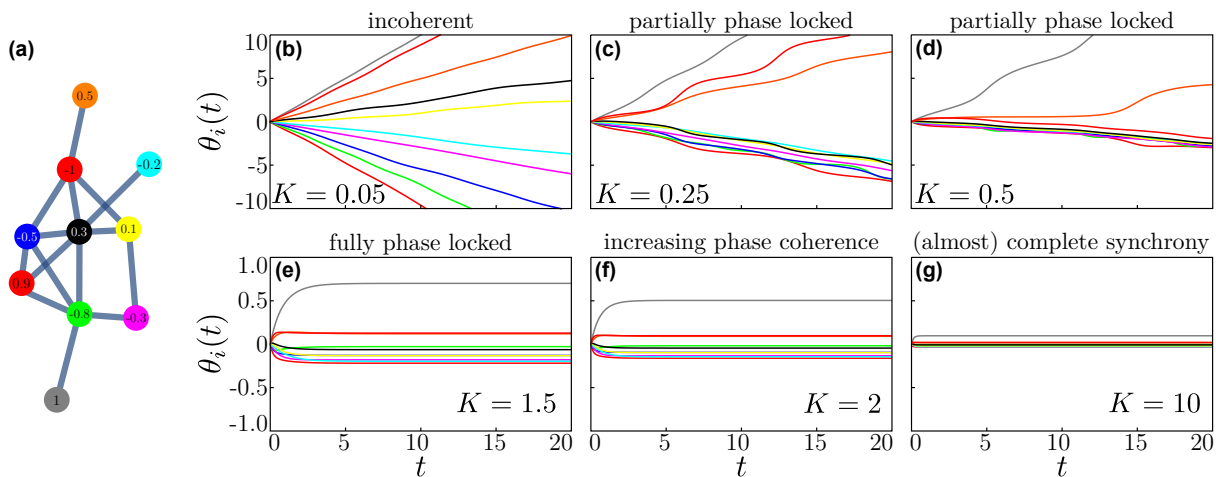 (a)
0.5
-1
-0.2
-0.5
0.3
0.1
0.9
-0.8
-0.3
1
incoherent
partially phase locked
partially phase locked
(b)
(c)
(d)
θi(t)
10
5
0
-5
-10
K = 0.05
K = 0.25
K = 0.5
fully phase locked
increasing phase coherence
(almost) complete synchrony
(e)
(f)
(g)
θi(t)
1.0
0.5
0
-0.5
-1.0
K = 1.5
K = 2
K = 10
0 5 10 15 20
0 5 10 15 20
0 5 10 15 20
t
t
t